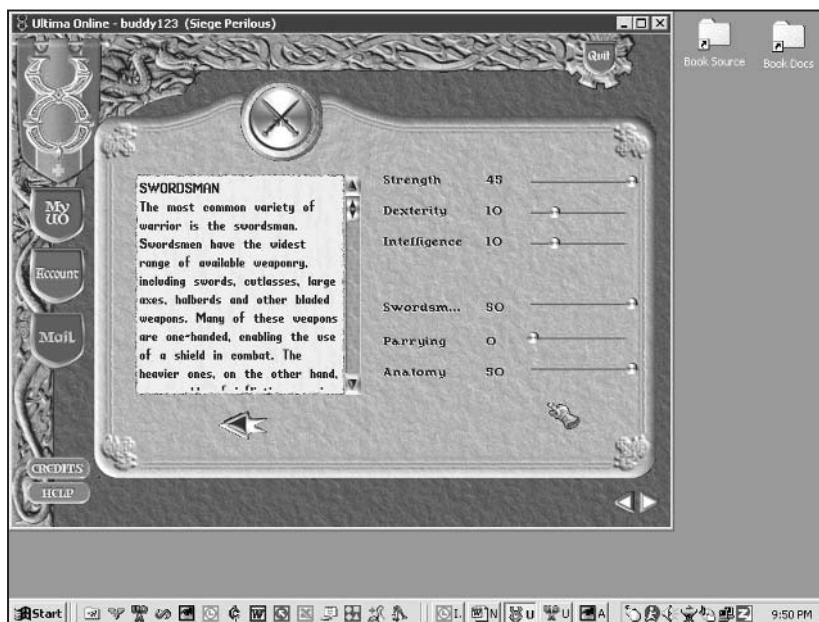 Ultima Online - buddy123 (Siege Perilous)
Quit
Book Source
Book Docs
My
UO
Account
Mail
CREDITS
HELP
SWORDSMAN
The most common variety of
warrior is the swordsman.
Swordsmen have the widest
range of available weaponry,
including swords, cutlasses, large
axes, halberds and other bladed
weapons. Many of these weapons
are one-handed, enabling the use
of a shield in combat. The
heavier ones, on the other hand,
Strength 45
Dexterity 10
Intelligence 10
Swordsm... 50
Parrying 0
Anatomy 50
Start I. N U U A 9:50 PM